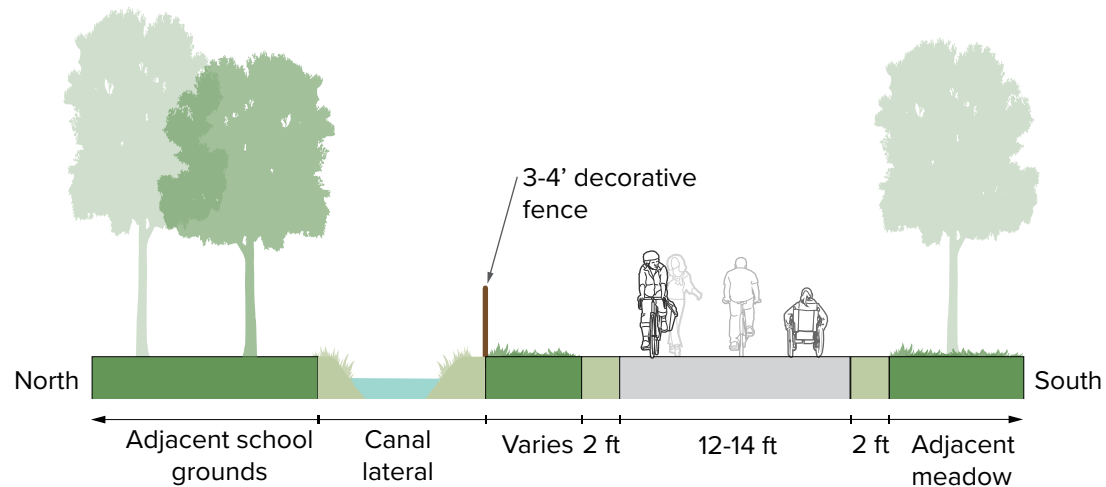 3-4’ decorative
fence
North
South
Adjacent school
grounds
Canal
lateral
Varies
2 ft
12-14 ft
2 ft
Adjacent
meadow